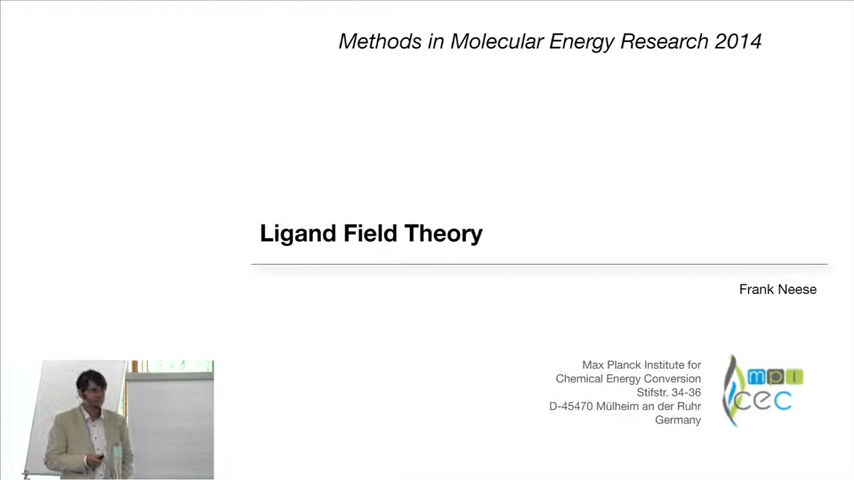 Methods in Molecular Energy Research 2014
Ligand Field Theory
Frank Neese
Max Planck Institute for
Chemical Energy Conversion
Stifstr. 34-36
D-45470 Mülheim an der Ruhr
Germany
mpi
cec